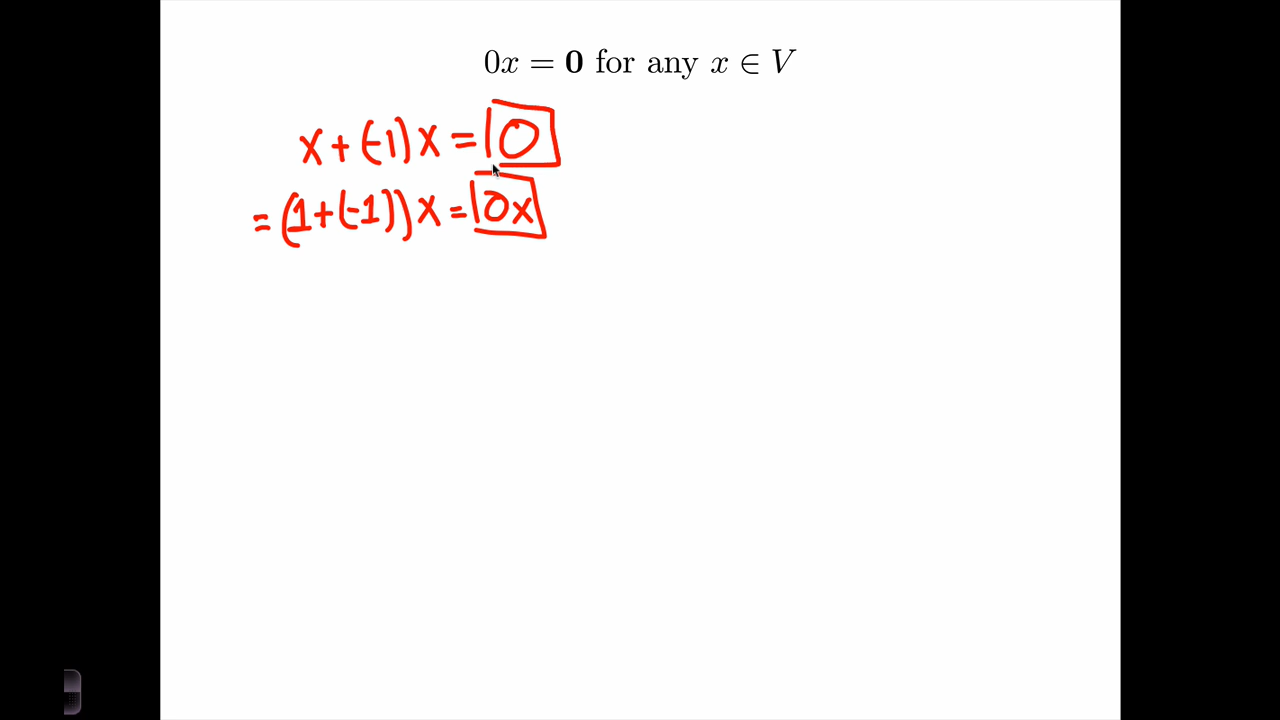 0x = 0 for any x ∈ V
x + (-1)x = 0
= (1 + (-1))x = 0x